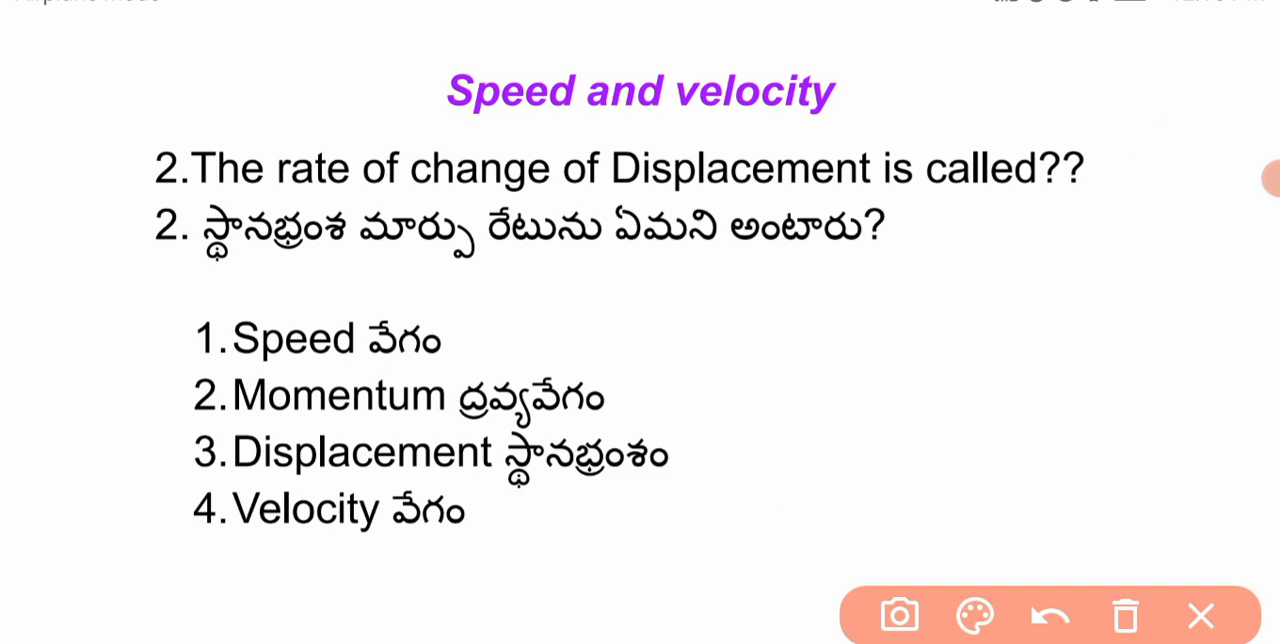 Speed and velocity
2.The rate of change of Displacement is called??
2. స్థానభ్రంశ మార్పు రేటును ఏమని అంటారు?
1.Speed వేగం
2.Momentum ద్రవ్యవేగం
3.Displacement స్థానభ్రంశం
4.Velocity వేగం